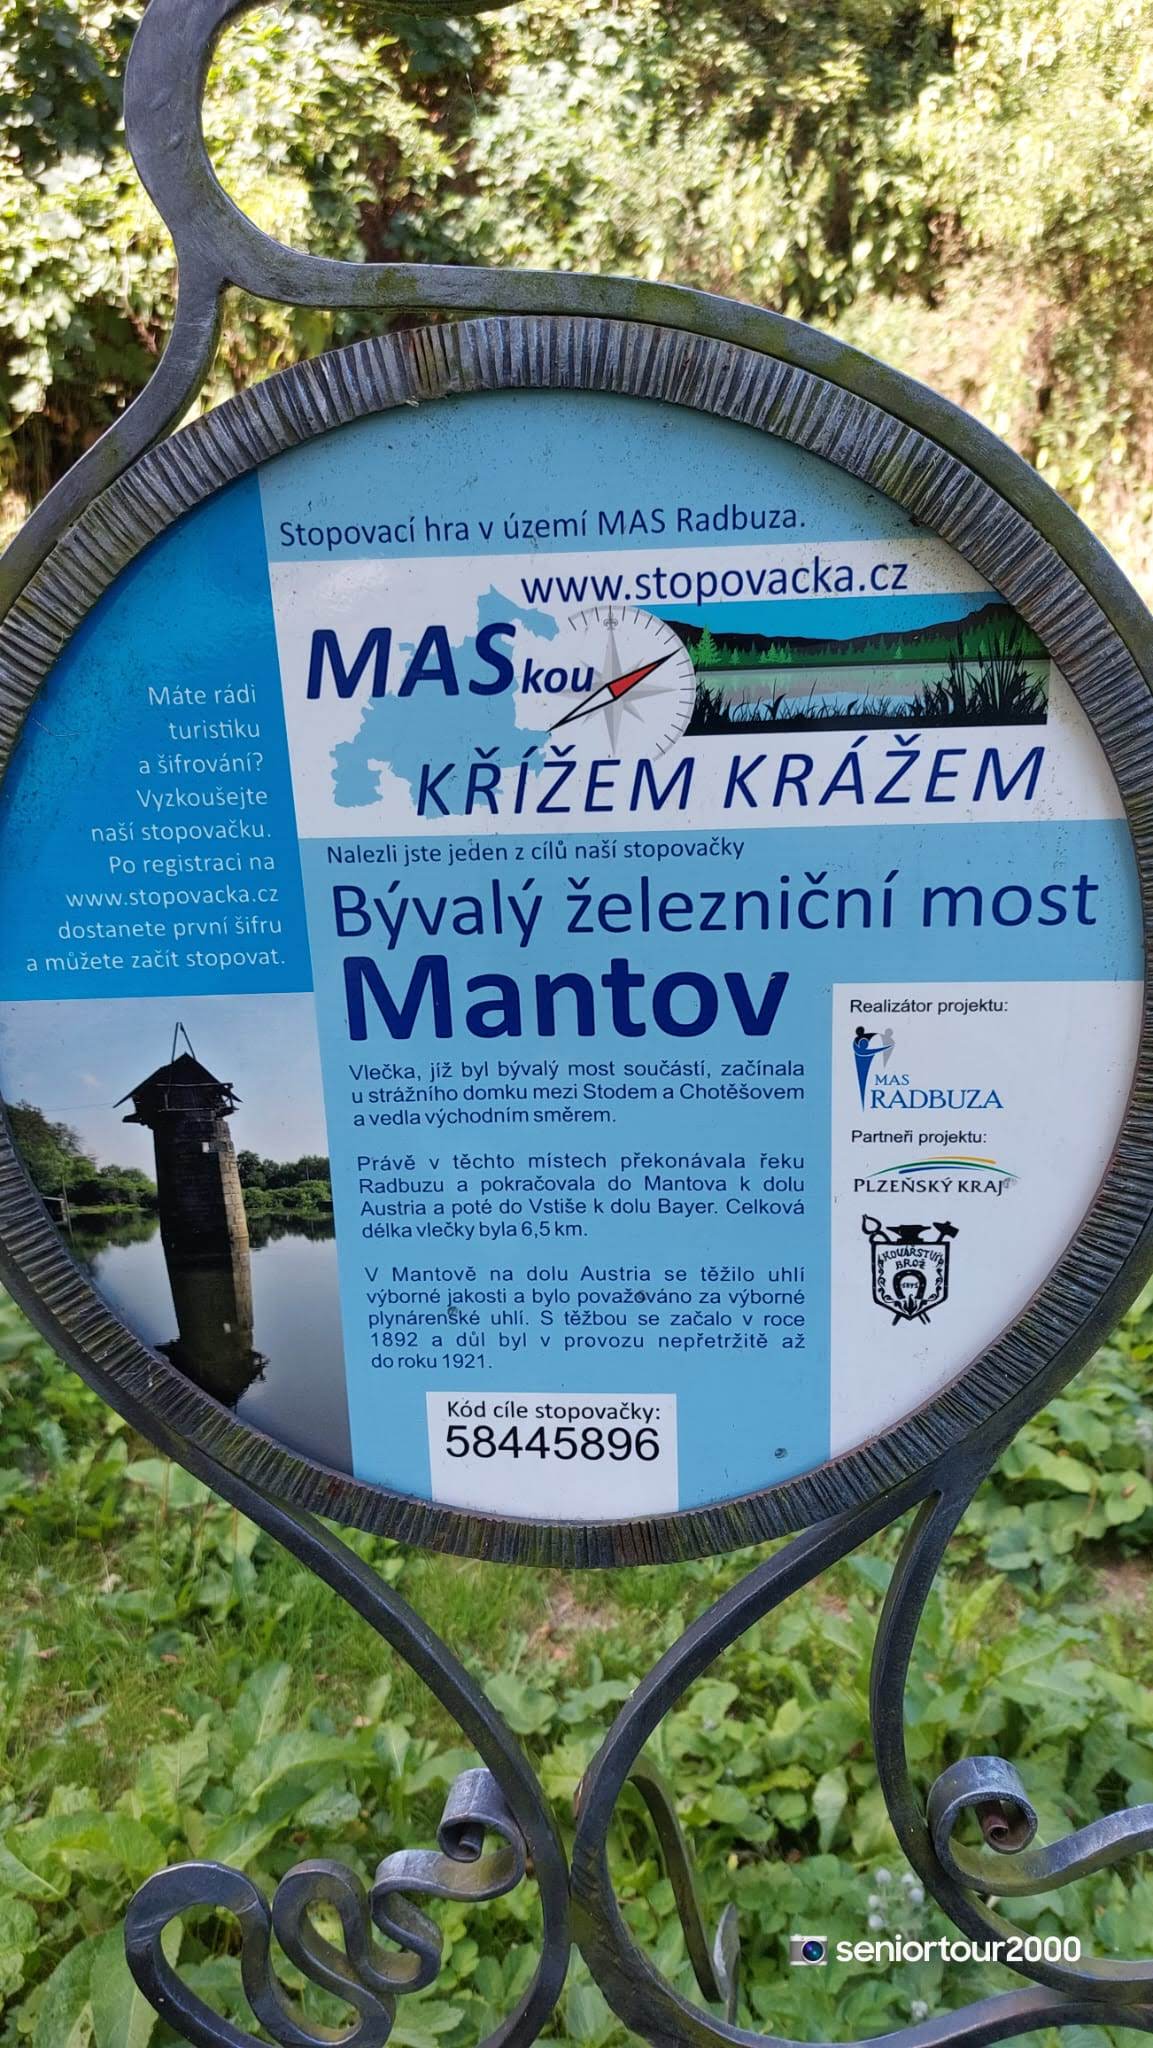 Stopovací hra v území MAS Radbuza.
www.stopovacka.cz
MASkou
KŘÍŽEM KRÁŽEM
Máte rádi
turistiku
a šifrování?
Vyzkoušejte
naší stopovačku.
Po registraci na
www.stopovacka.cz
dostanete první šifru
a můžete začít stopovat.
Nalezli jste jeden z cílů naší stopovačky
Bývalý železniční most
Mantov
Vlečka, jíž byl bývalý most součástí, začínala
u strážního domku mezi Stodem a Chotěšovem
a vedla východním směrem.
Právě v těchto místech překonávala řeku
Radbuzu a pokračovala do Mantova k dolu
Austria a poté do Vstiše k dolu Bayer. Celková
délka vlečky byla 6,5 km.
V Mantově na dolu Austria se těžilo uhlí
výborné jakosti a bylo považováno za výborné
plynárenské uhlí. S těžbou se začalo v roce
1892 a důl byl v provozu nepřetržitě až
do roku 1921.
Kód cíle stopovačky:
58445896
Realizátor projektu:
MAS
RADBUZA
Partneři projektu:
PLZEŇSKÝ KRAJ
KOVÁŘSTVÍ
BROŽ
seniortour2000